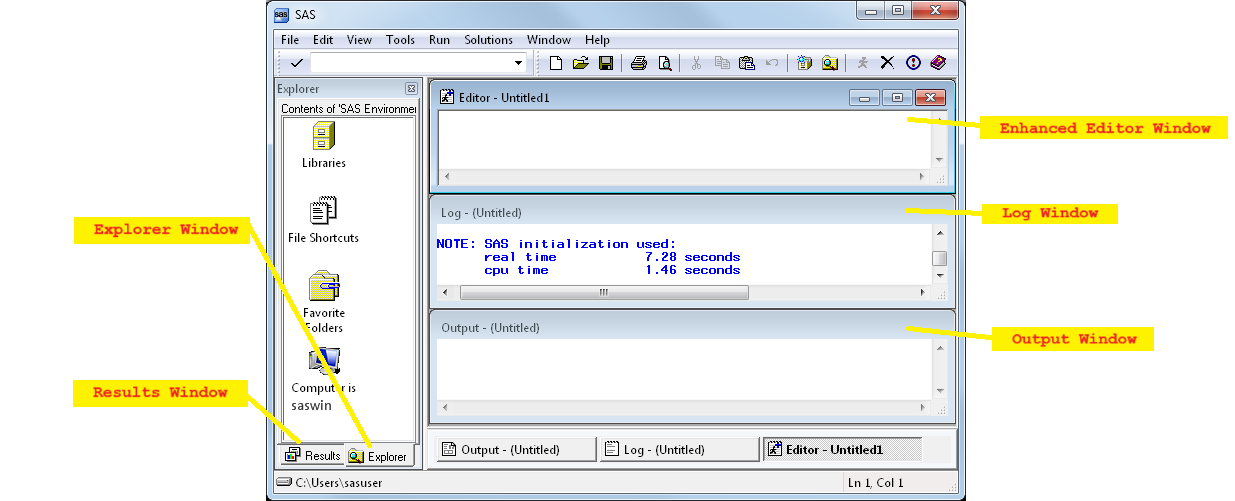 SAS
File Edit View Tools Run Solutions Window Help
Explorer
Contents of 'SAS Environme
Libraries
File Shortcuts
Favorite
Folders
Computer is
saswin
Results
Explorer
Editor - Untitled1
Log - (Untitled)
NOTE: SAS initialization used:
real time 7.28 seconds
cpu time 1.46 seconds
Output - (Untitled)
Output - (Untitled)
Log - (Untitled)
Editor - Untitled1
C:\Users\sasuser
Ln 1, Col 1
Explorer Window
Results Window
Enhanced Editor Window
Log Window
Output Window